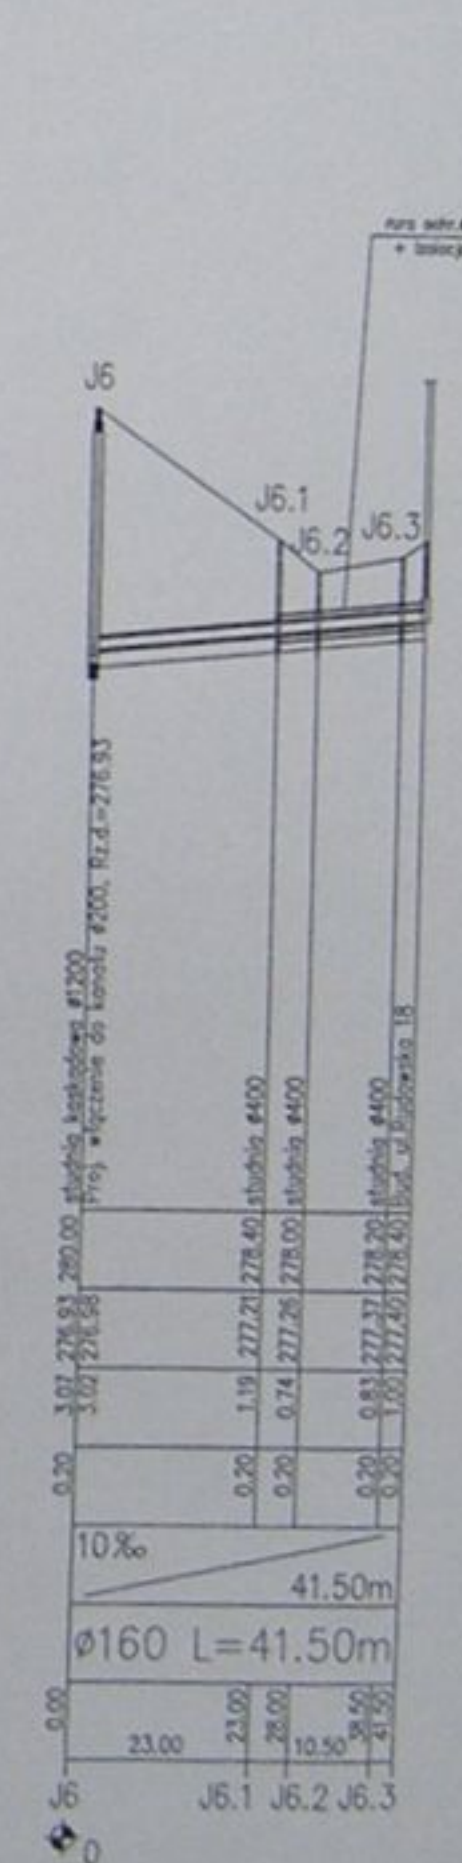 rura
+ izolacja
J6
J6.1
J6.2
J6.3
studnia kaskadowa ø1200
Proj. włączenie do kanału ø200, Rz.d.=276.93
studnia ø400
studnia ø400
studnia ø400
Bud. ul. 18
280.00
278.40
278.00
278.20
278.40
276.93
276.98
277.21
277.26
277.37
277.40
3.07
3.02
1.19
0.74
0.83
1.00
0.20
0.20
0.20
0.20
0.20
10‰
41.50m
ø160 L=41.50m
0.00
23.00
28.00
38.50
41.50
23.00
10.50
J6
J6.1
J6.2
J6.3
0